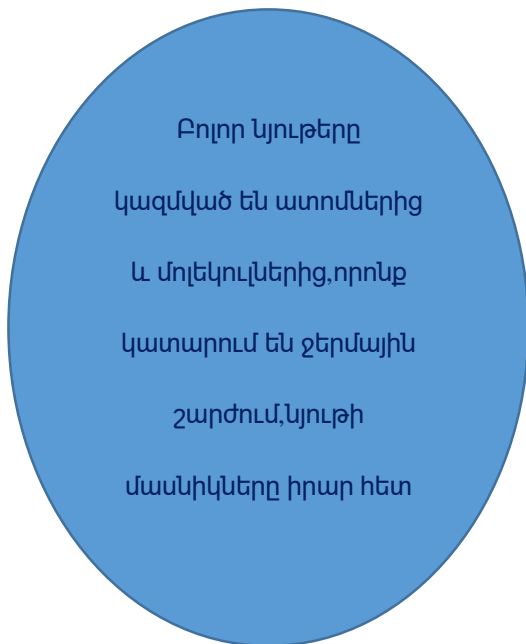 Բոլոր նյութերը
կազմված են ատոմներից
և մոլեկուլներից,որոնք
կատարում են ջերմային
շարժում,նյութի
մասնիկները իրար հետ